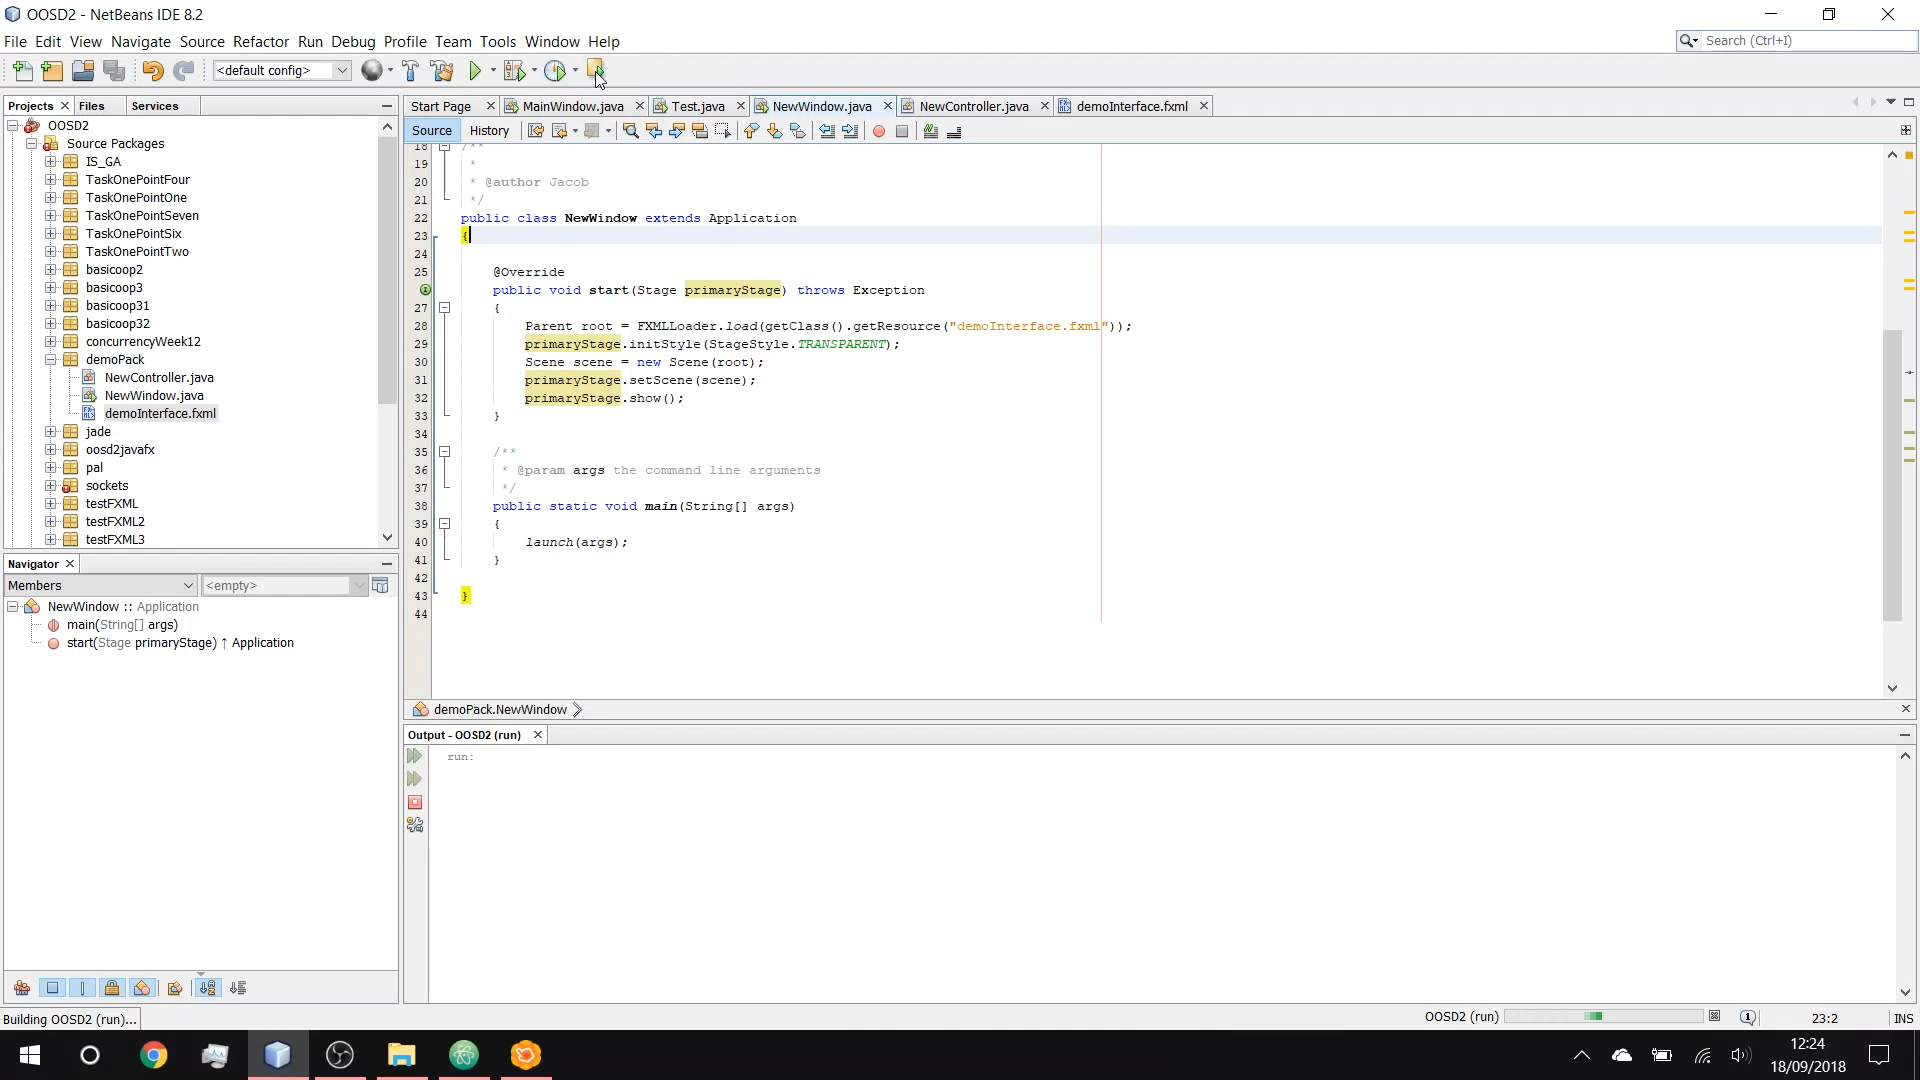 OOSD2 - NetBeans IDE 8.2
File Edit View Navigate Source Refactor Run Debug Profile Team Tools Window Help
Search (Ctrl+I)
<default config>
Projects Files Services
Start Page MainWindow.java Test.java NewWindow.java NewController.java demoInterface.fxml
Source History
OOSD2
Source Packages
IS_GA
TaskOnePointFour
TaskOnePointOne
TaskOnePointSeven
TaskOnePointSix
TaskOnePointTwo
basicoop2
basicoop3
basicoop31
basicoop32
concurrencyWeek12
demoPack
NewController.java
NewWindow.java
demoInterface.fxml
jade
oosd2javafx
pal
sockets
testFXML
testFXML2
testFXML3
18 /**
19 *
20 * @author Jacob
21 */
22 public class NewWindow extends Application
23 {
24
25 @Override
public void start(Stage primaryStage) throws Exception
27 {
28 Parent root = FXMLLoader.load(getClass().getResource("demoInterface.fxml"));
29 primaryStage.initStyle(StageStyle.TRANSPARENT);
30 Scene scene = new Scene(root);
31 primaryStage.setScene(scene);
32 primaryStage.show();
33 }
34
35 /**
36 * @param args the command line arguments
37 */
38 public static void main(String[] args)
39 {
40 launch(args);
41 }
42
43 }
44
demoPack.NewWindow
Navigator
Members <empty>
NewWindow :: Application
main(String[] args)
start(Stage primaryStage) ↑ Application
Output - OOSD2 (run)
run:
Building OOSD2 (run)...
OOSD2 (run)
1
23:2 INS
12:24
18/09/2018